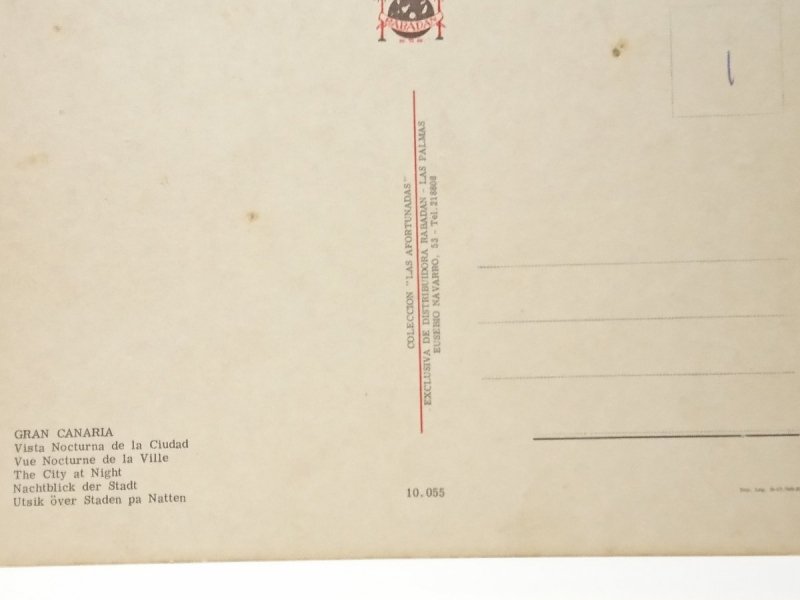 RABADAN
COLECCION "LAS AFORTUNADAS"
EXCLUSIVA DE DISTRIBUIDORA RABADAN - LAS PALMAS
EUSEBIO NAVARRO, 53 - Tel. 218808
GRAN CANARIA
Vista Nocturna de la Ciudad
Vue Nocturne de la Ville
The City at Night
Nachtblick der Stadt
Utsik över Staden pa Natten
10.055